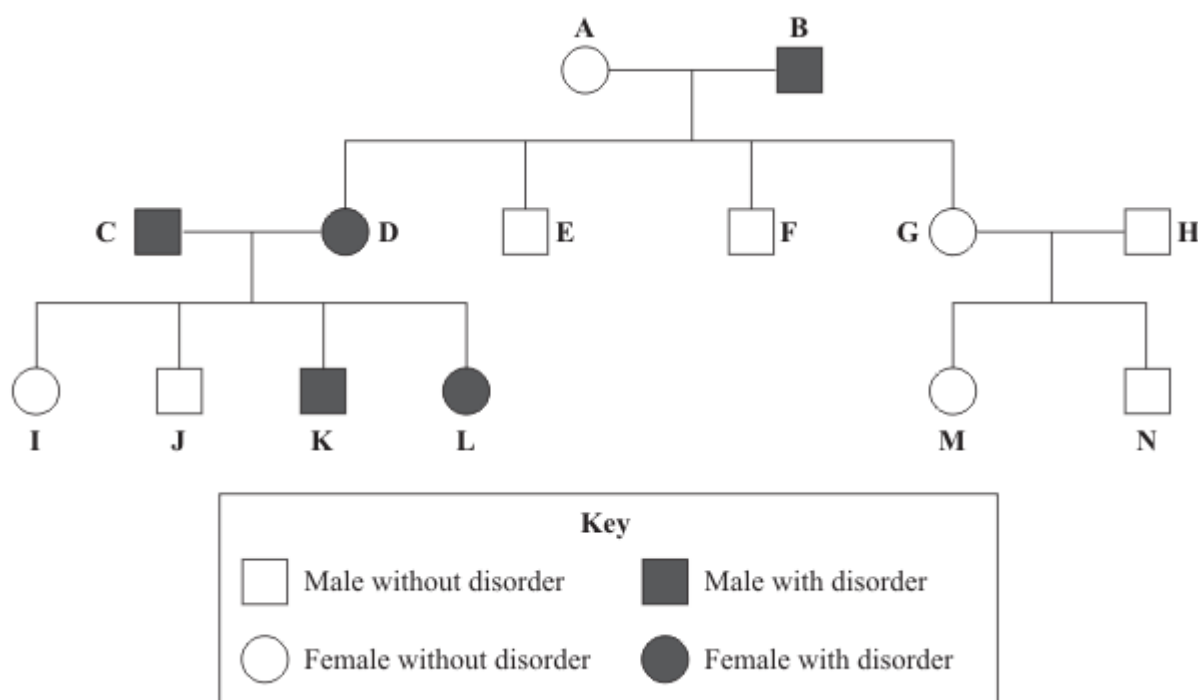 A B
C D E F G H
I J K L M N
Key
Male without disorder Male with disorder
Female without disorder Female with disorder